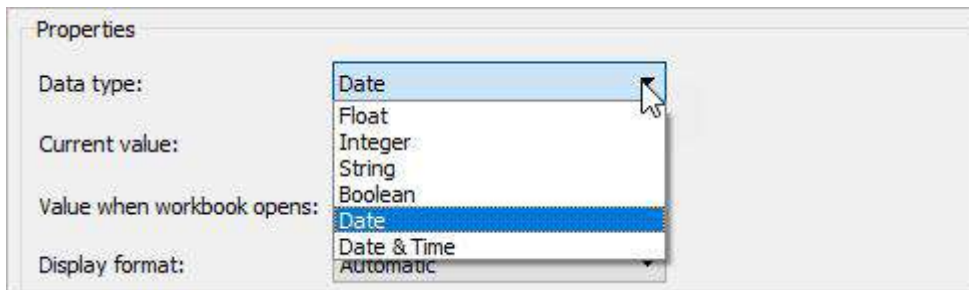 Properties
Data type: Date
Float
Integer
Current value:
String
Boolean
Value when workbook opens:
Date
Date & Time
Display format: Automatic